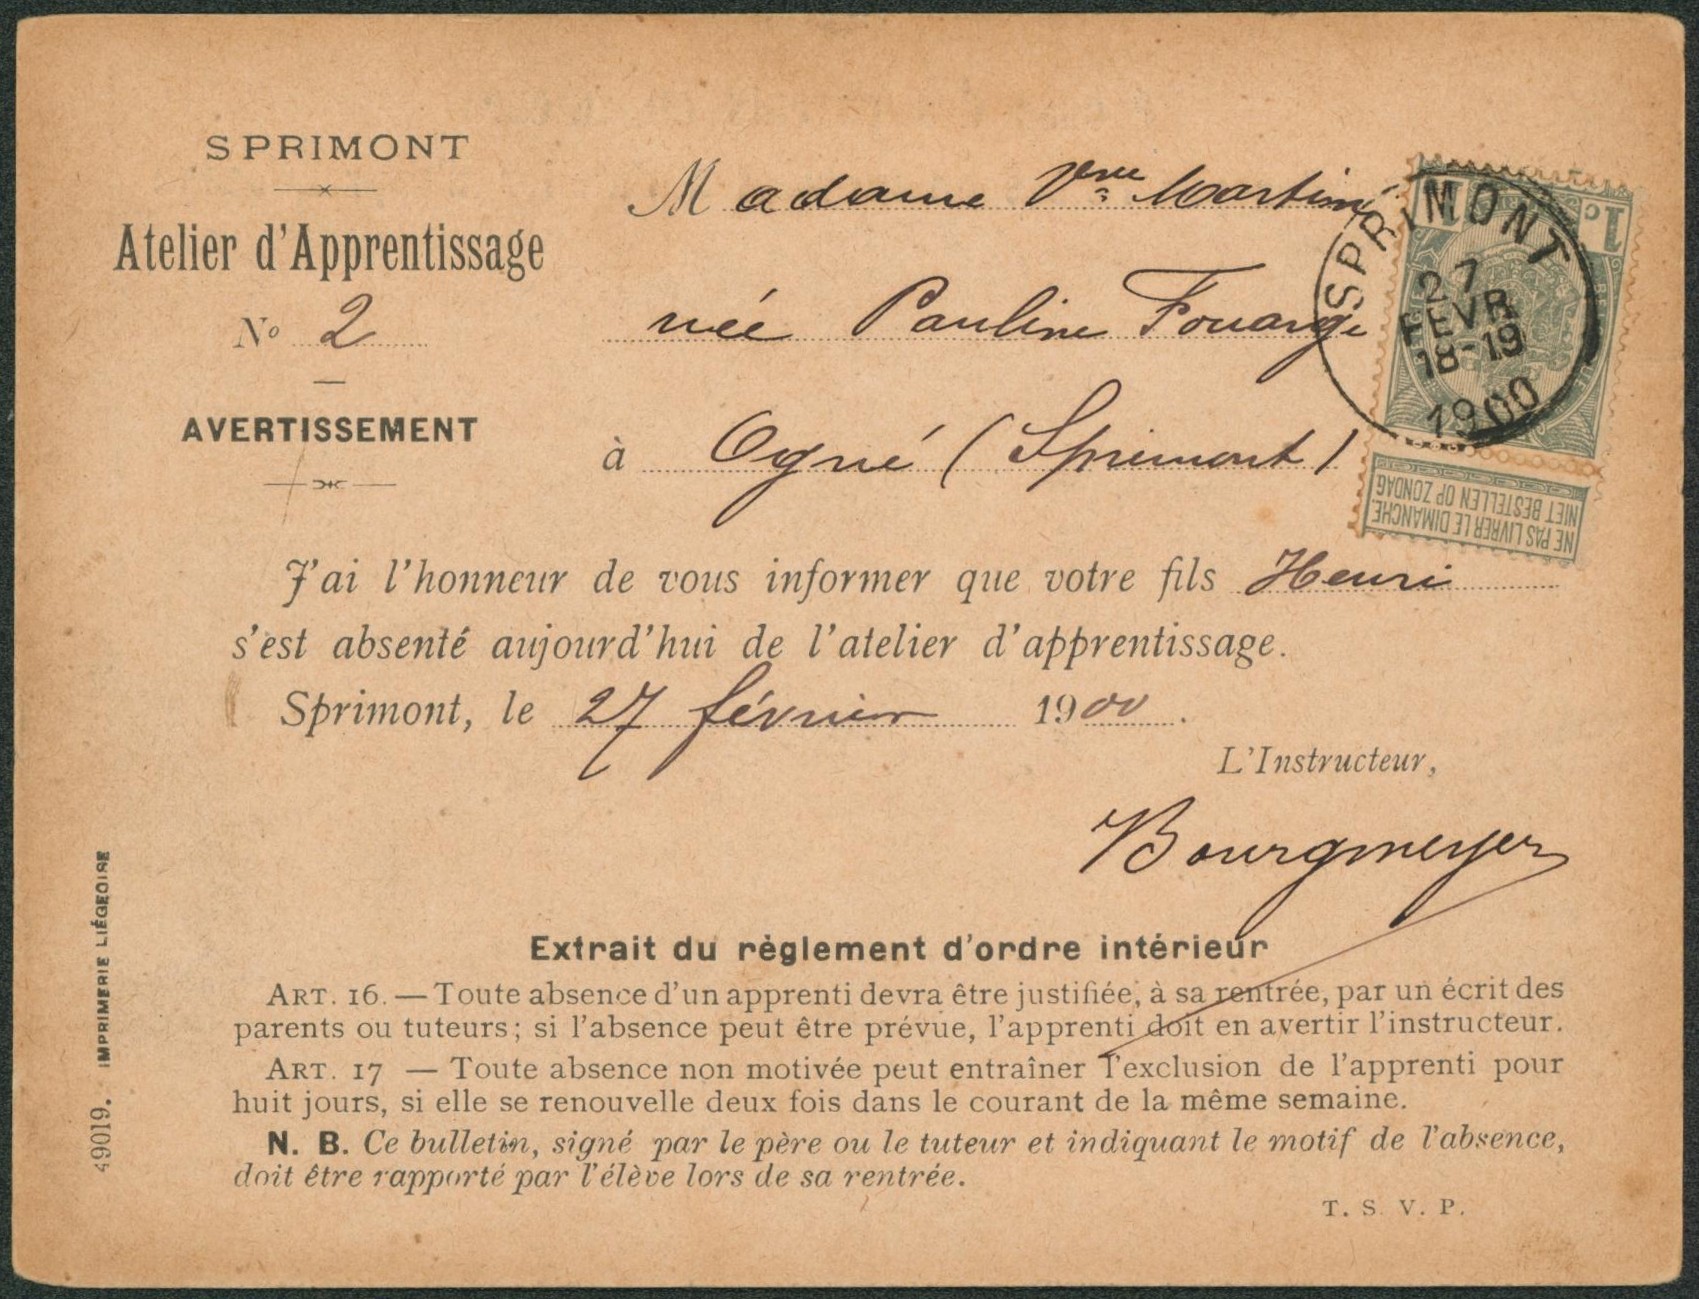 SPRIMONT
Atelier d'Apprentissage
No 2
AVERTISSEMENT
Madame Vve Martiny
née Pauline Fouarge
à Ogné (Sprimont)
1c 1c
SPRIMONT
27
FEVR
18-19
1900
NE PAS LIVRER LE DIMANCHE
NIET BESTELLEN OP ZONDAG
J'ai l'honneur de vous informer que votre fils Henri
s'est absenté aujourd'hui de l'atelier d'apprentissage.
Sprimont, le 27 février 1900.
L'Instructeur,
Bourgmeyer
Extrait du règlement d'ordre intérieur
ART. 16. — Toute absence d'un apprenti devra être justifiée, à sa rentrée, par un écrit des
parents ou tuteurs; si l'absence peut être prévue, l'apprenti doit en avertir l'instructeur.
ART. 17 — Toute absence non motivée peut entraîner l'exclusion de l'apprenti pour
huit jours, si elle se renouvelle deux fois dans le courant de la même semaine.
N. B. Ce bulletin, signé par le père ou le tuteur et indiquant le motif de l'absence,
doit être rapporté par l'élève lors de sa rentrée.
T. S. V. P.
49019. IMPRIMERIE LIÉGEOISE